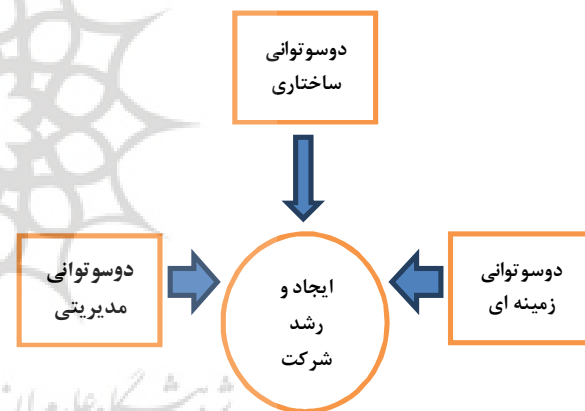 دوسوتوانی
ساختاری
دوسوتوانی
زمینه ای
ایجاد و
رشد
شرکت
دوسوتوانی
مدیریتی